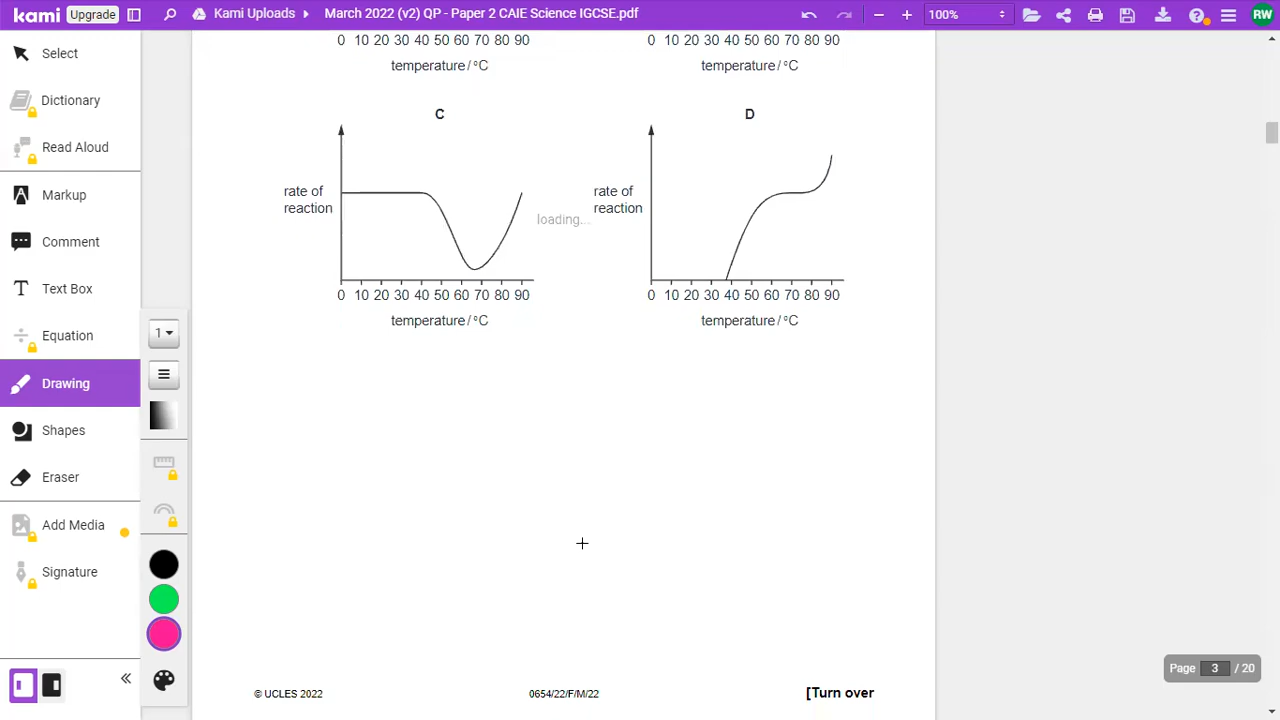 kami Upgrade Kami Uploads March 2022 (v2) QP - Paper 2 CAIE Science IGCSE.pdf 100% RW
Select
Dictionary
Read Aloud
Markup
Comment
Text Box
Equation
Drawing
Shapes
Eraser
Add Media
Signature
1
0 10 20 30 40 50 60 70 80 90
temperature / °C
0 10 20 30 40 50 60 70 80 90
temperature / °C
C
rate of
reaction
0 10 20 30 40 50 60 70 80 90
temperature / °C
loading...
D
rate of
reaction
0 10 20 30 40 50 60 70 80 90
temperature / °C
© UCLES 2022
0654/22/F/M/22
[Turn over
Page 3 / 20